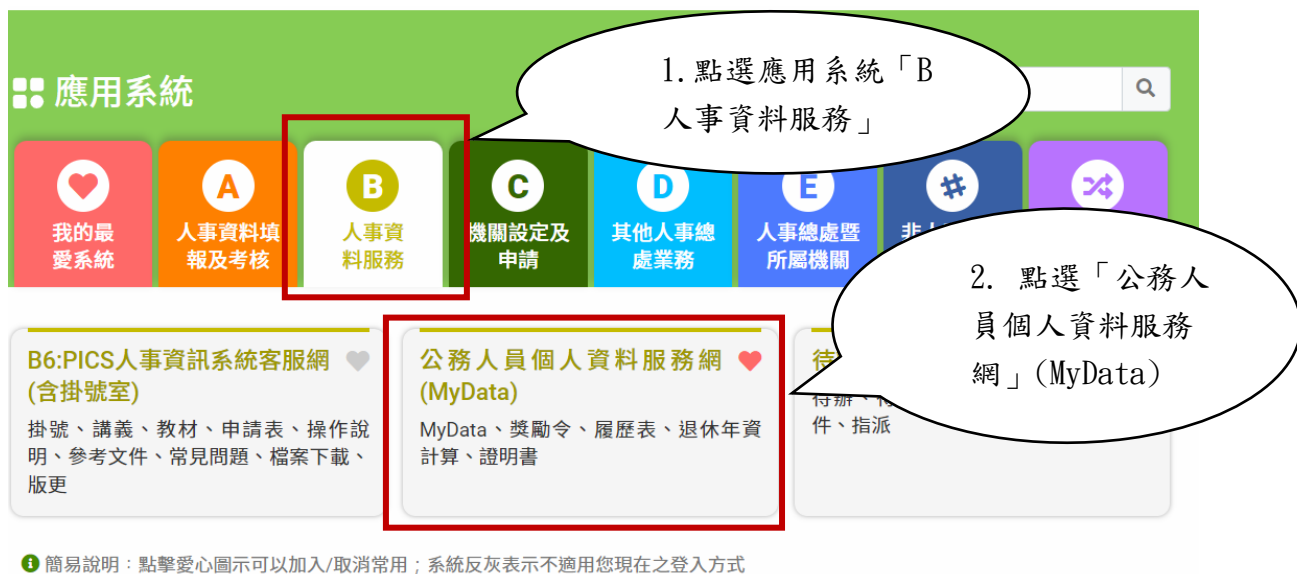 應用系統
1.點選應用系統「B
人事資料服務」
我的最
愛系統
A
人事資料填
報及考核
B
人事資
料服務
C
機關設定及
申請
D
其他人事總
處業務
E
人事總處暨
所屬機關
2. 點選「公務人
員個人資料服務
網」(MyData)
B6:PICS人事資訊系統客服網
(含掛號室)
掛號、講義、教材、申請表、操作說
明、參考文件、常見問題、檔案下載、
版更
公務人員個人資料服務網
(MyData)
MyData、獎勵令、履歷表、退休年資
計算、證明書
待
待辦、
件、指派
簡易說明：點擊愛心圖示可以加入/取消常用；系統反灰表示不適用您現在之登入方式